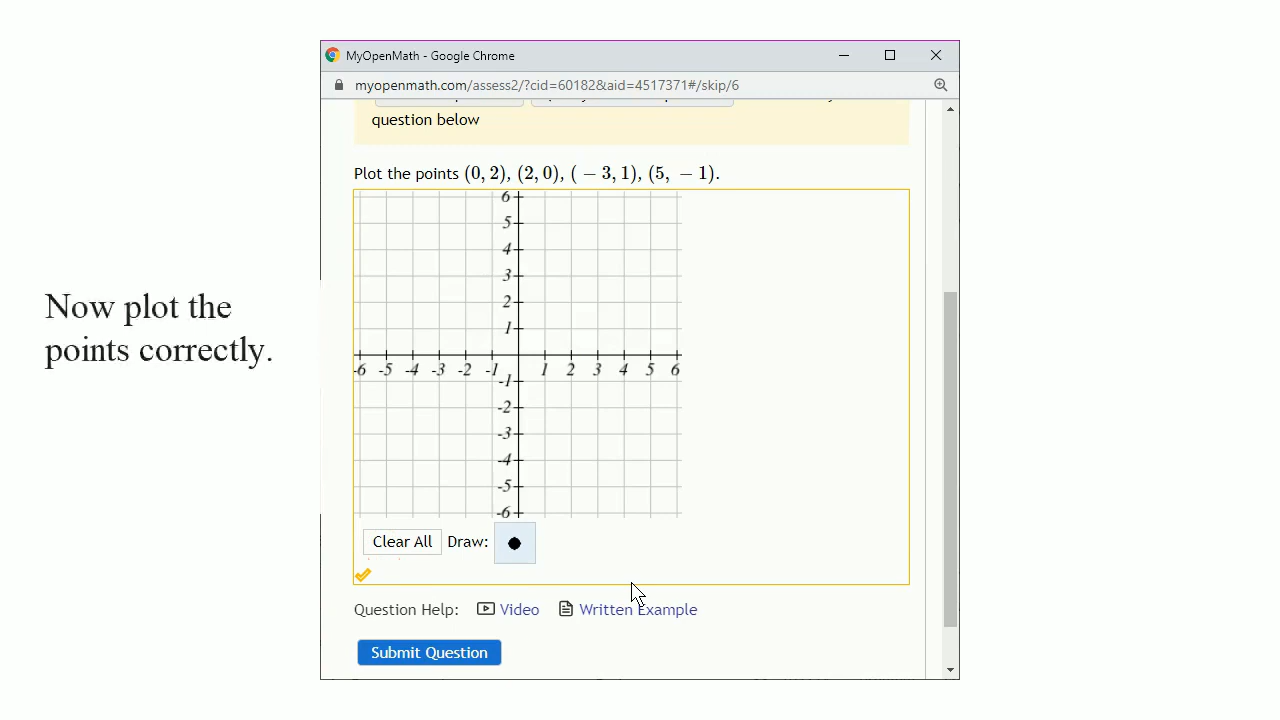 MyOpenMath - Google Chrome
myopenmath.com/assess2/?cid=60182&aid=4517371#/skip/6
question below
Plot the points (0, 2), (2, 0), ( − 3, 1), (5, − 1).
Now plot the
points correctly.
6
5
4
3
2
1
-6 -5 -4 -3 -2 -1 1 2 3 4 5 6
-1
-2
-3
-4
-5
-6
Clear All Draw:
Question Help: Video Written Example
Submit Question